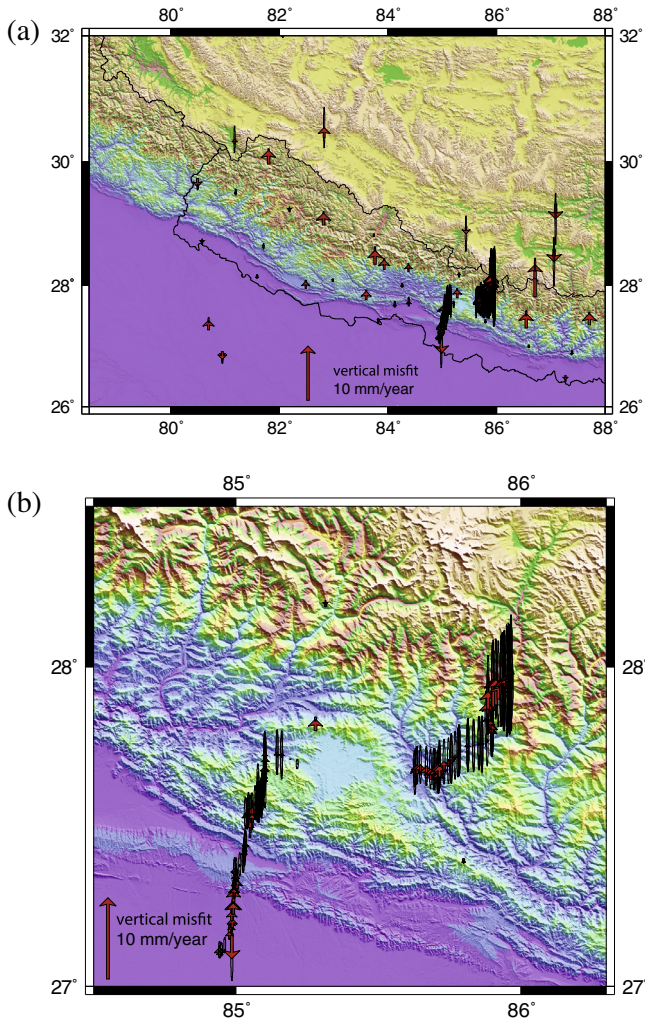 (a)
80˚ 82˚ 84˚ 86˚ 88˚
32˚ 32˚
30˚ 30˚
28˚ 28˚
26˚ 26˚
vertical misfit
10 mm/year
80˚ 82˚ 84˚ 86˚ 88˚
(b)
85˚ 86˚
28˚ 28˚
vertical misfit
10 mm/year
27˚ 27˚
85˚ 86˚